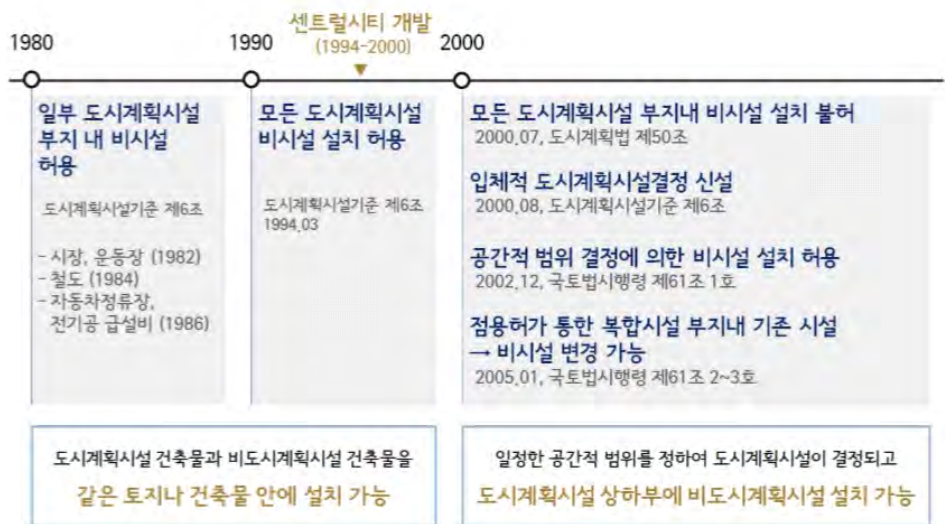 센트럴시티 개발
(1994-2000)
1980
1990
2000
일부 도시계획시설
부지 내 비시설
허용
도시계획시설기준 제6조
- 시장, 운동장 (1982)
- 철도 (1984)
- 자동차정류장,
전기공 급설비 (1986)
모든 도시계획시설
비시설 설치 허용
도시계획시설기준 제6조
1994.03
모든 도시계획시설 부지내 비시설 설치 불허
2000.07, 도시계획법 제50조
입체적 도시계획시설결정 신설
2000.08, 도시계획시설기준 제6조
공간적 범위 결정에 의한 비시설 설치 허용
2002.12, 국토법시행령 제61조 1호
점용허가 통한 복합시설 부지내 기존 시설
→ 비시설 변경 가능
2005.01, 국토법시행령 제61조 2~3호
도시계획시설 건축물과 비도시계획시설 건축물을
같은 토지나 건축물 안에 설치 가능
일정한 공간적 범위를 정하여 도시계획시설이 결정되고
도시계획시설 상하부에 비도시계획시설 설치 가능